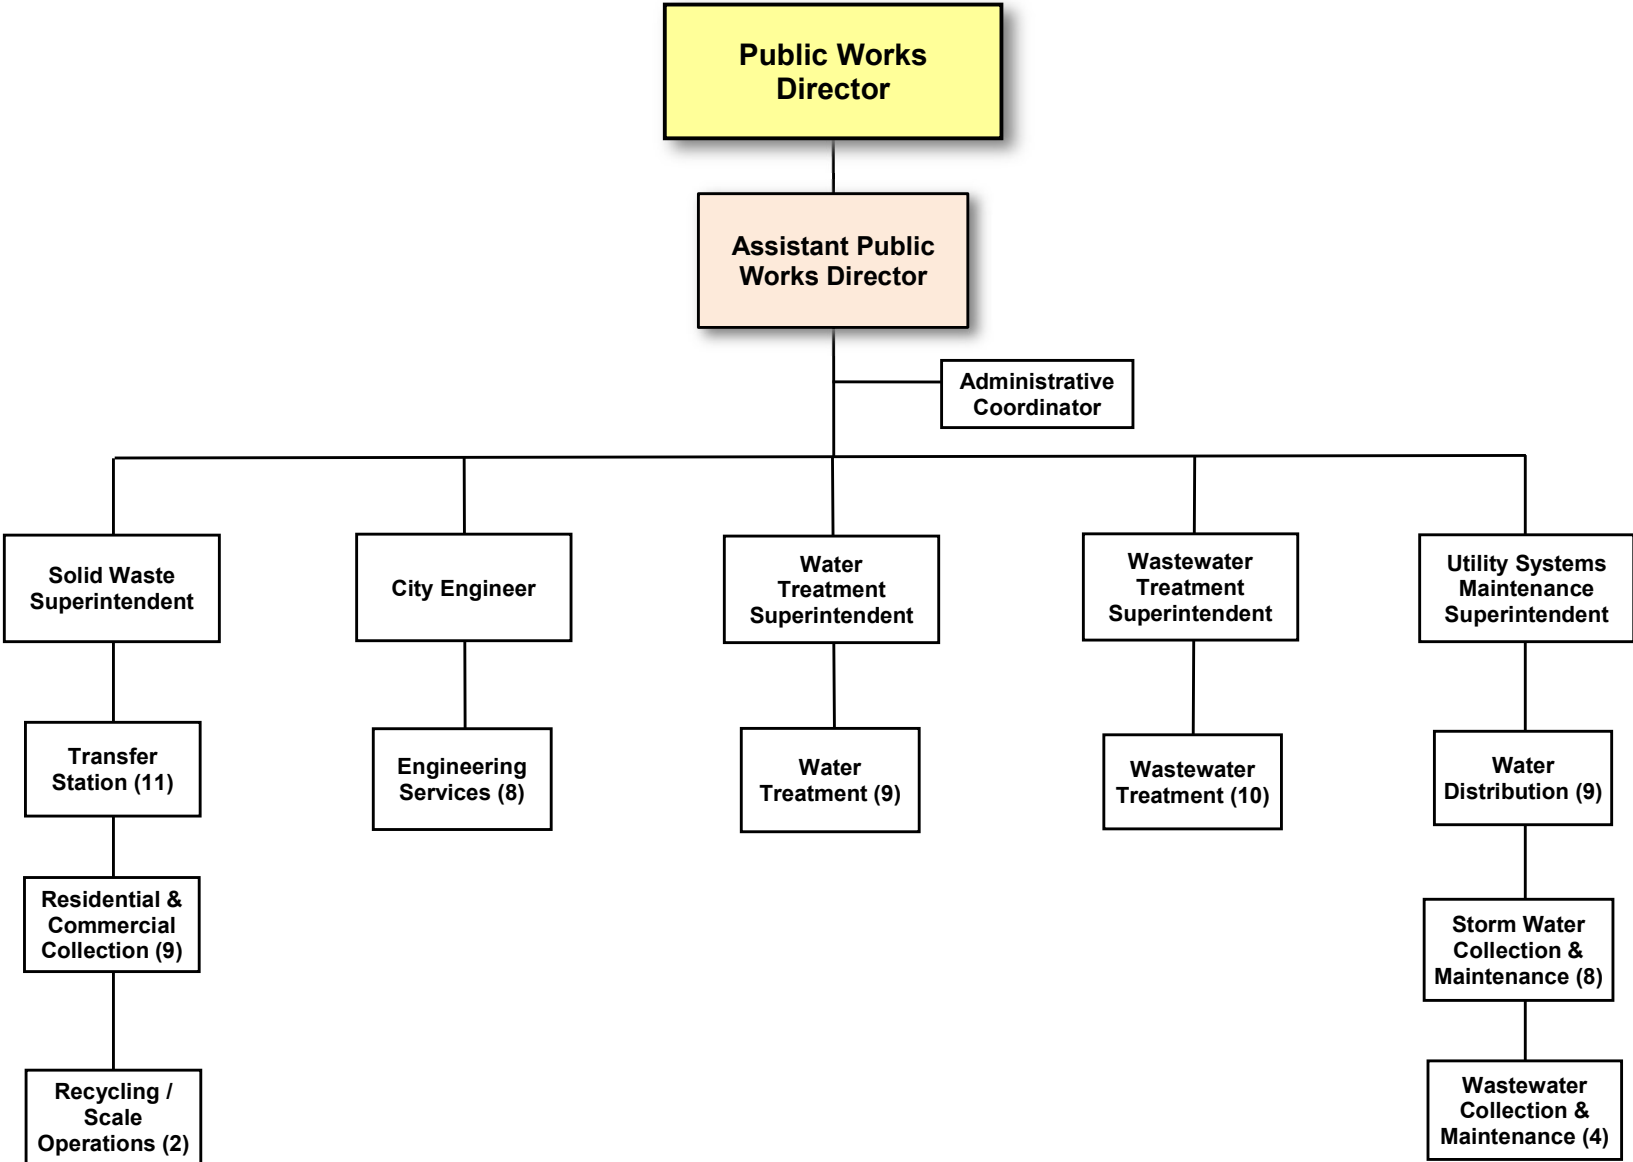 Public Works
Director
Assistant Public
Works Director
Administrative
Coordinator
Solid Waste
Superintendent
City Engineer
Water
Treatment
Superintendent
Wastewater
Treatment
Superintendent
Utility Systems
Maintenance
Superintendent
Transfer
Station (11)
Engineering
Services (8)
Water
Treatment (9)
Wastewater
Treatment (10)
Water
Distribution (9)
Residential &
Commercial
Collection (9)
Storm Water
Collection &
Maintenance (8)
Recycling /
Scale
Operations (2)
Wastewater
Collection &
Maintenance (4)